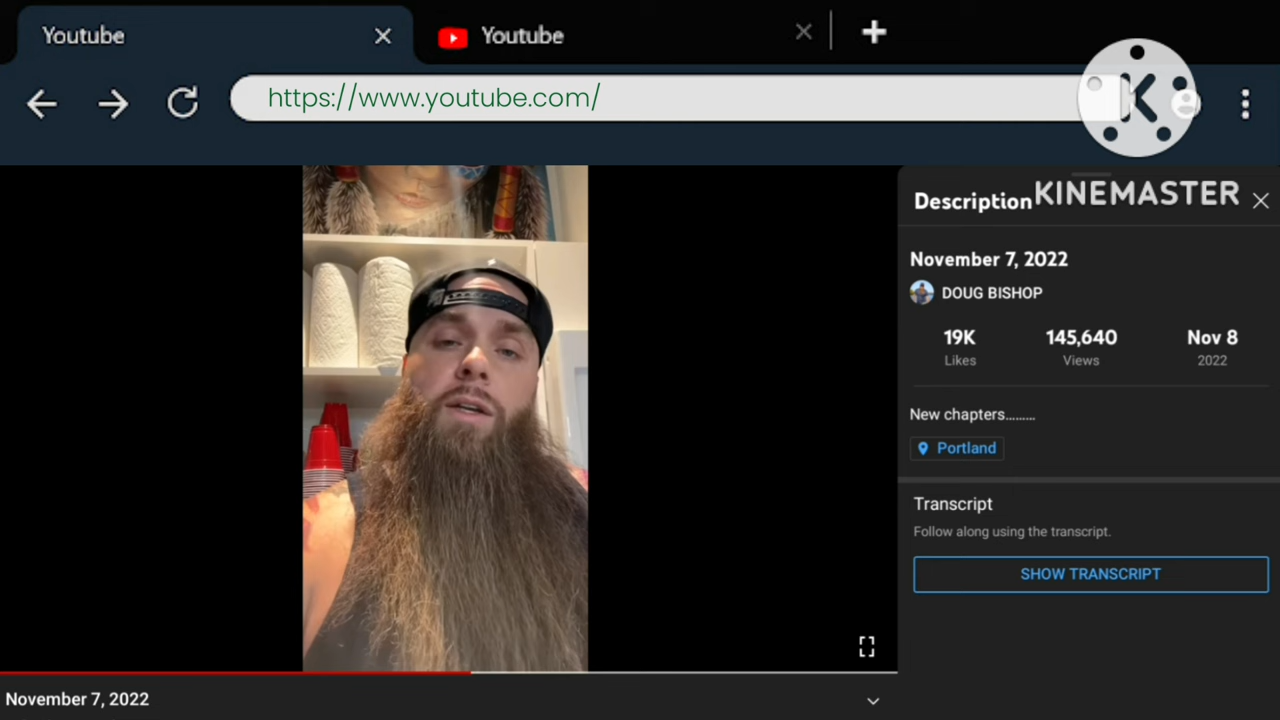 Youtube
Youtube
https://www.youtube.com/
K
KINEMASTER
Description
November 7, 2022
DOUG BISHOP
19K 145,640 Nov 8
Likes Views 2022
New chapters.........
Portland
Transcript
Follow along using the transcript.
SHOW TRANSCRIPT
November 7, 2022